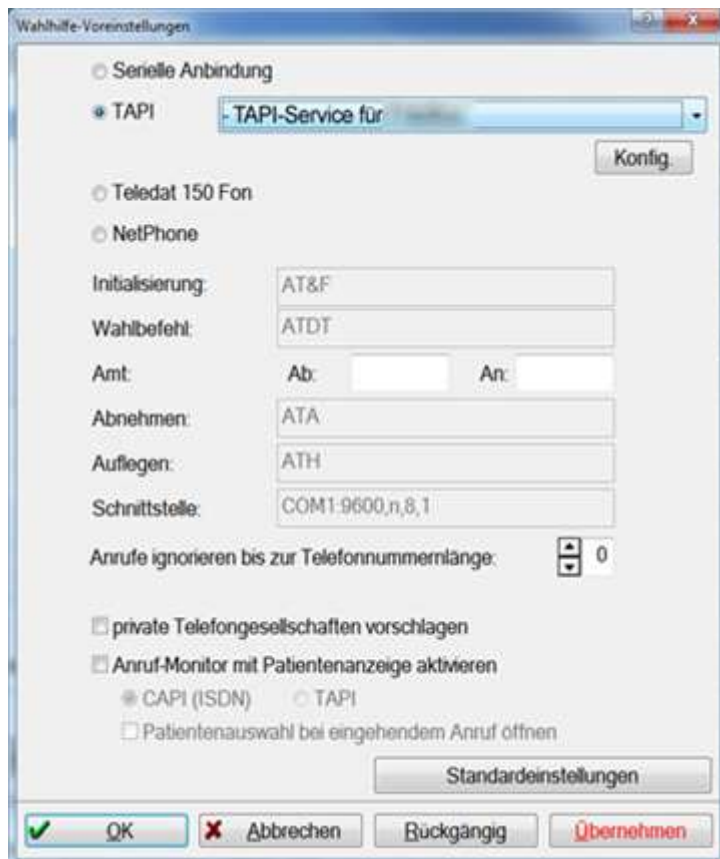 Wahlhilfe-Voreinstellungen
Serielle Anbindung
TAPI - TAPI-Service für
Konfig.
Teledat 150 Fon
NetPhone
Initialisierung: AT&F
Wahlbefehl: ATDT
Amt: Ab: An:
Abnehmen: ATA
Auflegen: ATH
Schnittstelle: COM1:9600,n,8,1
Anrufe ignorieren bis zur Telefonnummernlänge: 0
private Telefongesellschaften vorschlagen
Anruf-Monitor mit Patientenanzeige aktivieren
CAPI (ISDN) TAPI
Patientenauswahl bei eingehendem Anruf öffnen
Standardeinstellungen
OK Abbrechen Rückgängig Übernehmen